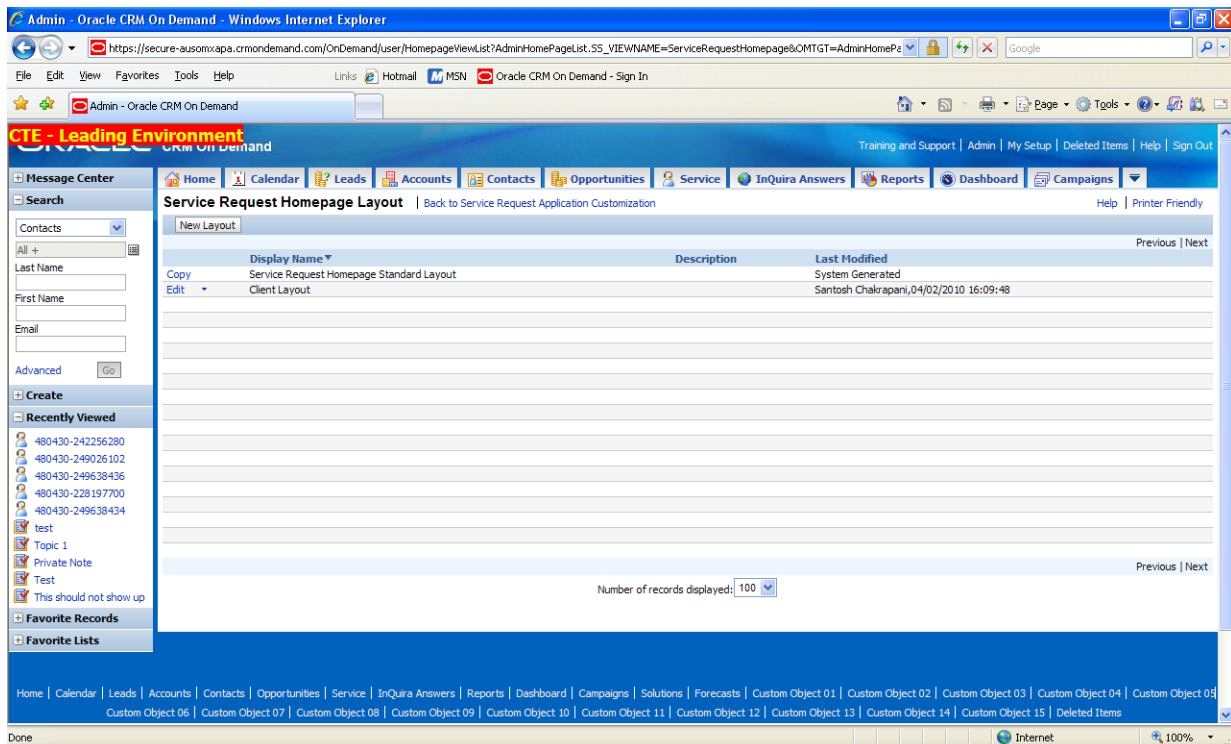 Admin - Oracle CRM On Demand - Windows Internet Explorer
https://secure-ausomxapa.crmondemand.com/OnDemand/user/HomepageViewList?AdminHomePageList.SS_VIEWNAME=ServiceRequestHomepage&OMTGT=AdminHomePa
Google
File Edit View Favorites Tools Help Links Hotmail MSN Oracle CRM On Demand - Sign In
Admin - Oracle CRM On Demand Page Tools
CTE - Leading Environment
CRM On Demand
Training and Support | Admin | My Setup | Deleted Items | Help | Sign Out
Message Center
Home Calendar Leads Accounts Contacts Opportunities Service InQuira Answers Reports Dashboard Campaigns
Search
Service Request Homepage Layout | Back to Service Request Application Customization Help | Printer Friendly
Contacts
New Layout
All +
Previous | Next
Last Name
Display Name Description Last Modified
Copy Service Request Homepage Standard Layout System Generated
Edit Client Layout Santosh Chakrapani,04/02/2010 16:09:48
First Name
Email
Advanced Go
Create
Recently Viewed
480430-242256280
480430-249026102
480430-249638436
480430-228197700
480430-249638434
test
Topic 1
Private Note
Test
This should not show up
Previous | Next
Number of records displayed: 100
Favorite Records
Favorite Lists
Home | Calendar | Leads | Accounts | Contacts | Opportunities | Service | InQuira Answers | Reports | Dashboard | Campaigns | Solutions | Forecasts | Custom Object 01 | Custom Object 02 | Custom Object 03 | Custom Object 04 | Custom Object 05
Custom Object 06 | Custom Object 07 | Custom Object 08 | Custom Object 09 | Custom Object 10 | Custom Object 11 | Custom Object 12 | Custom Object 13 | Custom Object 14 | Custom Object 15 | Deleted Items
Done Internet 100%